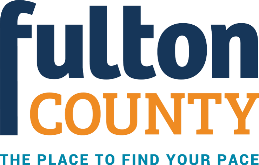 fulton
COUNTY
THE PLACE TO FIND YOUR PACE